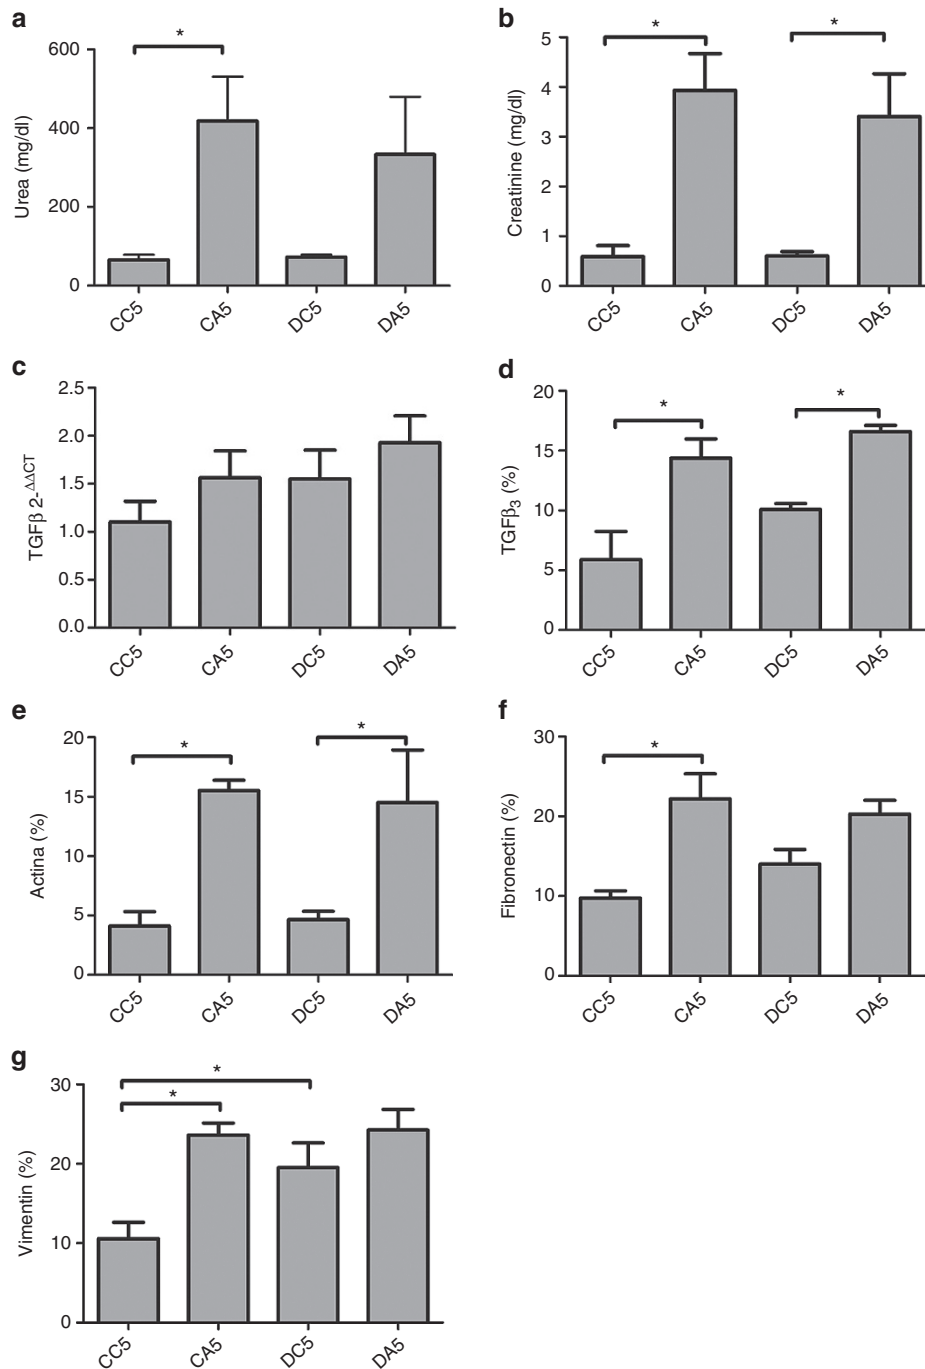 a
*
600
400
200
0
Urea (mg/dl)
CC5 CA5 DC5 DA5
b
* *
5
4
3
2
1
0
Creatinine (mg/dl)
CC5 CA5 DC5 DA5
c
2.5
2.0
1.5
1.0
0.5
0.0
TGFβ 2-ΔΔCT
CC5 CA5 DC5 DA5
d
* *
20
15
10
5
0
TGFβ3 (%)
CC5 CA5 DC5 DA5
e
* *
20
15
10
5
0
Actina (%)
CC5 CA5 DC5 DA5
f
*
30
20
10
0
Fibronectin (%)
CC5 CA5 DC5 DA5
g
*
*
30
20
10
0
Vimentin (%)
CC5 CA5 DC5 DA5